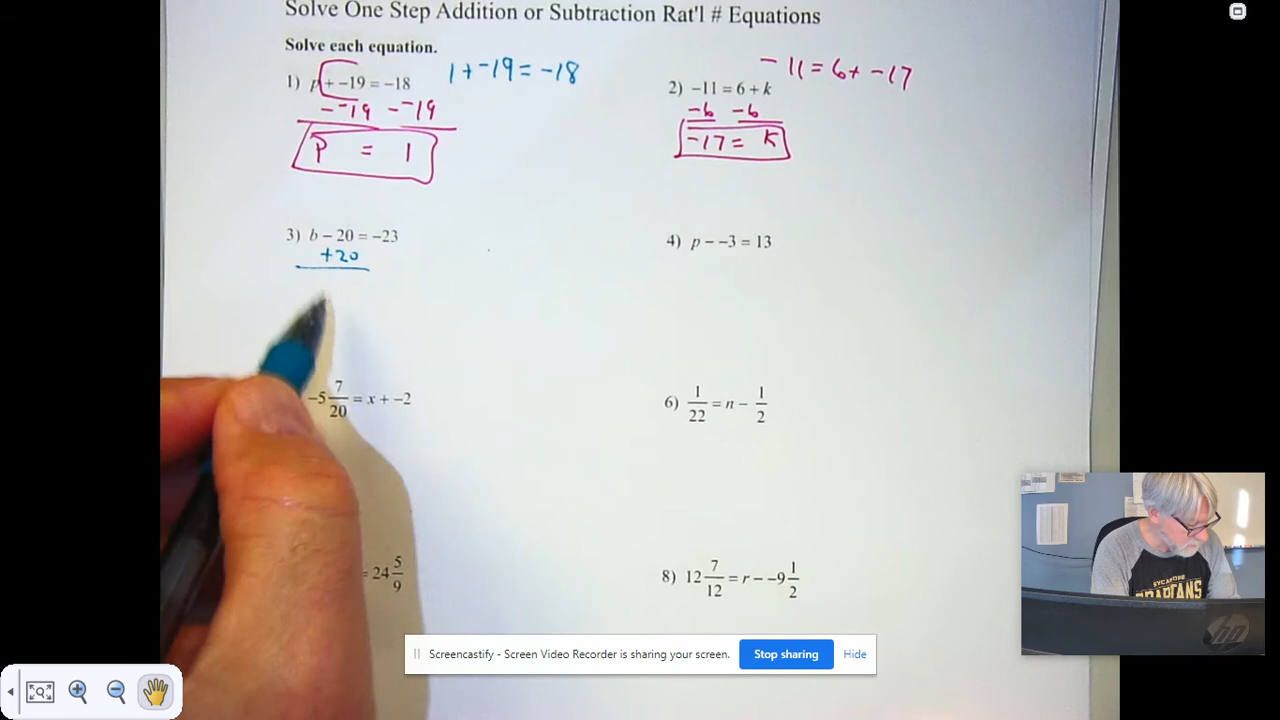 Solve One Step Addition or Subtraction Rat'l # Equations
Solve each equation.
1) p + −19 = −18
1 + -19 = -18
- -19 - -19
P = 1
2) −11 = 6 + k
- 11 = 6 + -17
-6 -6
-17 = K
3) b − 20 = −23
+20
4) p − −3 = 13
−5 7/20 = x + −2
6) 1/22 = n − 1/2
= 24 5/9
8) 12 7/12 = r − −9 1/2
SYCAMORE
SPARTANS
hp
Screencastify - Screen Video Recorder is sharing your screen.
Stop sharing
Hide